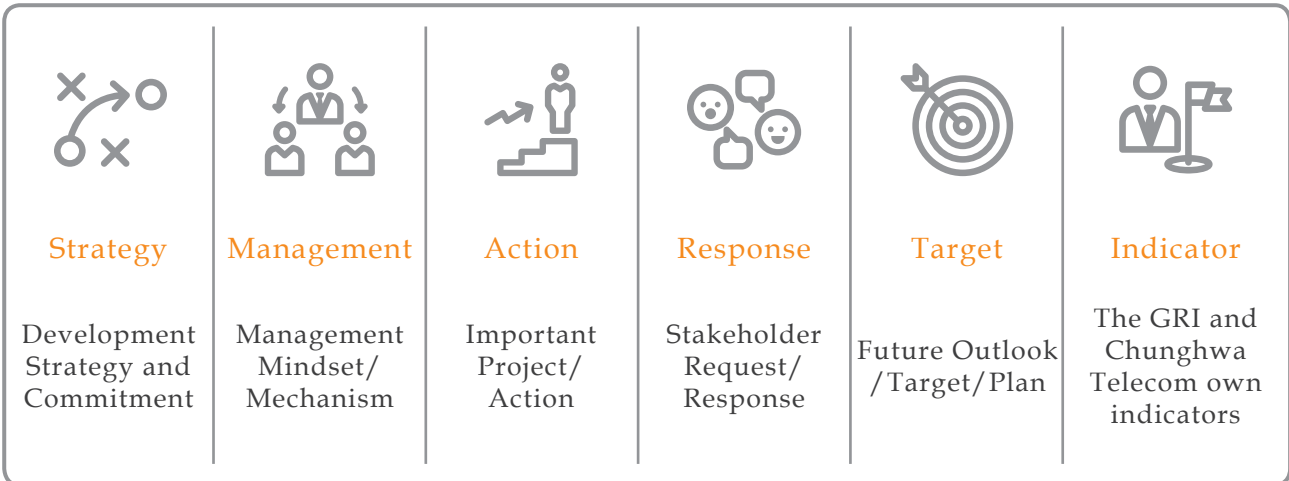 Strategy
Development
Strategy and
Commitment
Management
Management
Mindset/
Mechanism
Action
Important
Project/
Action
Response
Stakeholder
Request/
Response
Target
Future Outlook
/Target/Plan
Indicator
The GRI and
Chunghwa
Telecom own
indicators